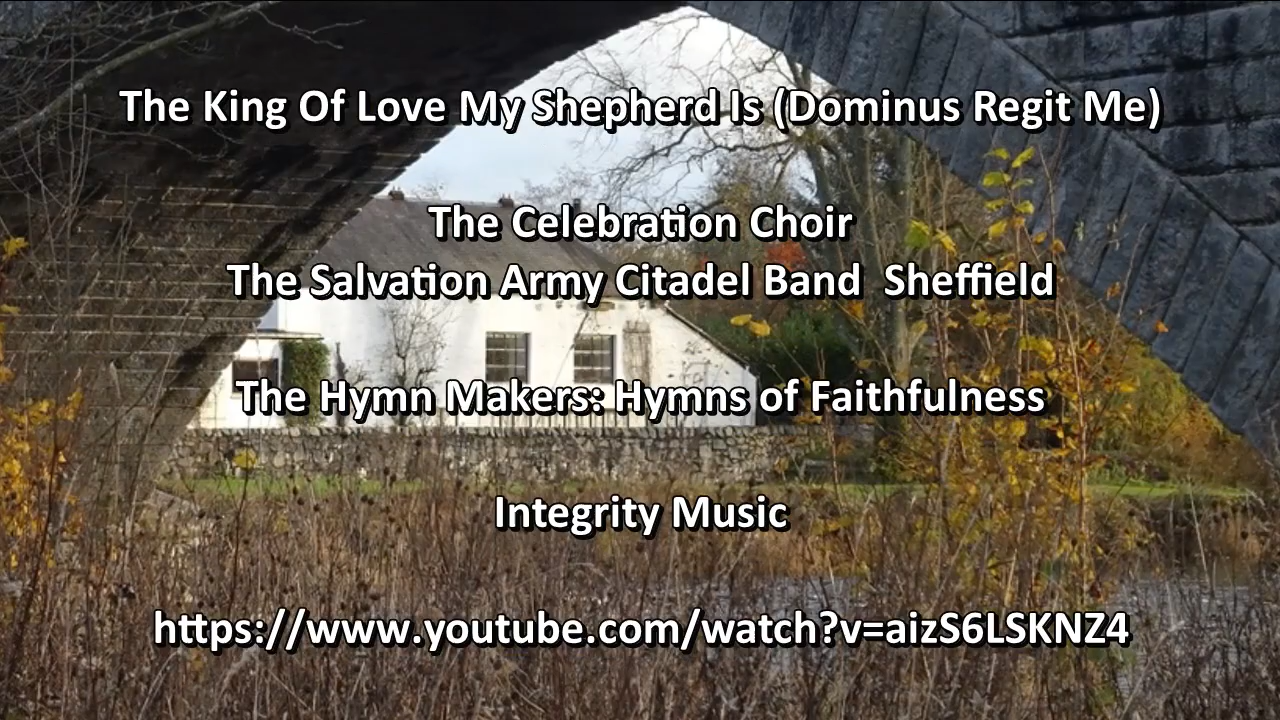 The King Of Love My Shepherd Is (Dominus Regit Me)
The Celebration Choir
The Salvation Army Citadel Band  Sheffield
The Hymn Makers: Hymns of Faithfulness
Integrity Music
https://www.youtube.com/watch?v=aizS6LSKNZ4